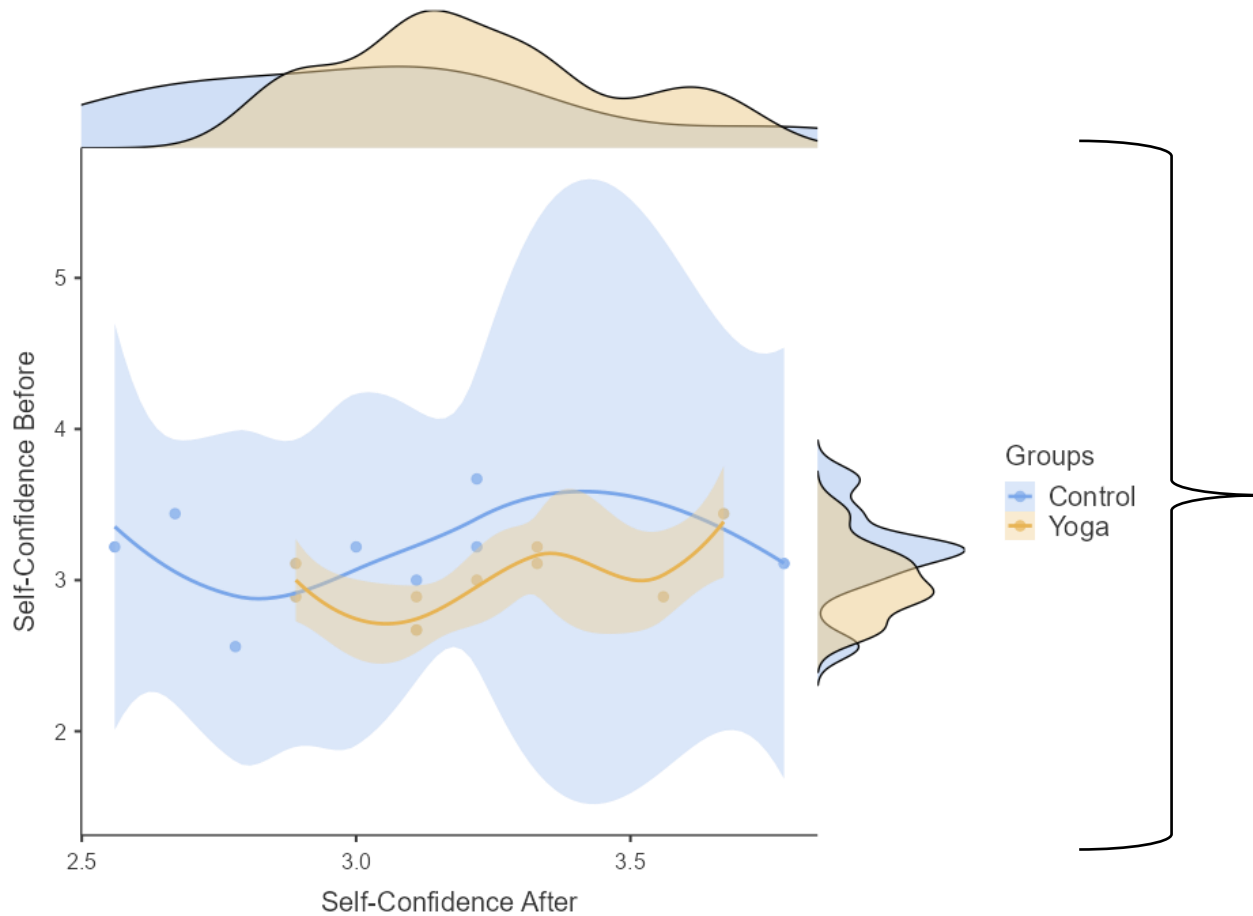 5
4
3
2
Self-Confidence Before
2.5 3.0 3.5
Self-Confidence After
Groups
Control
Yoga